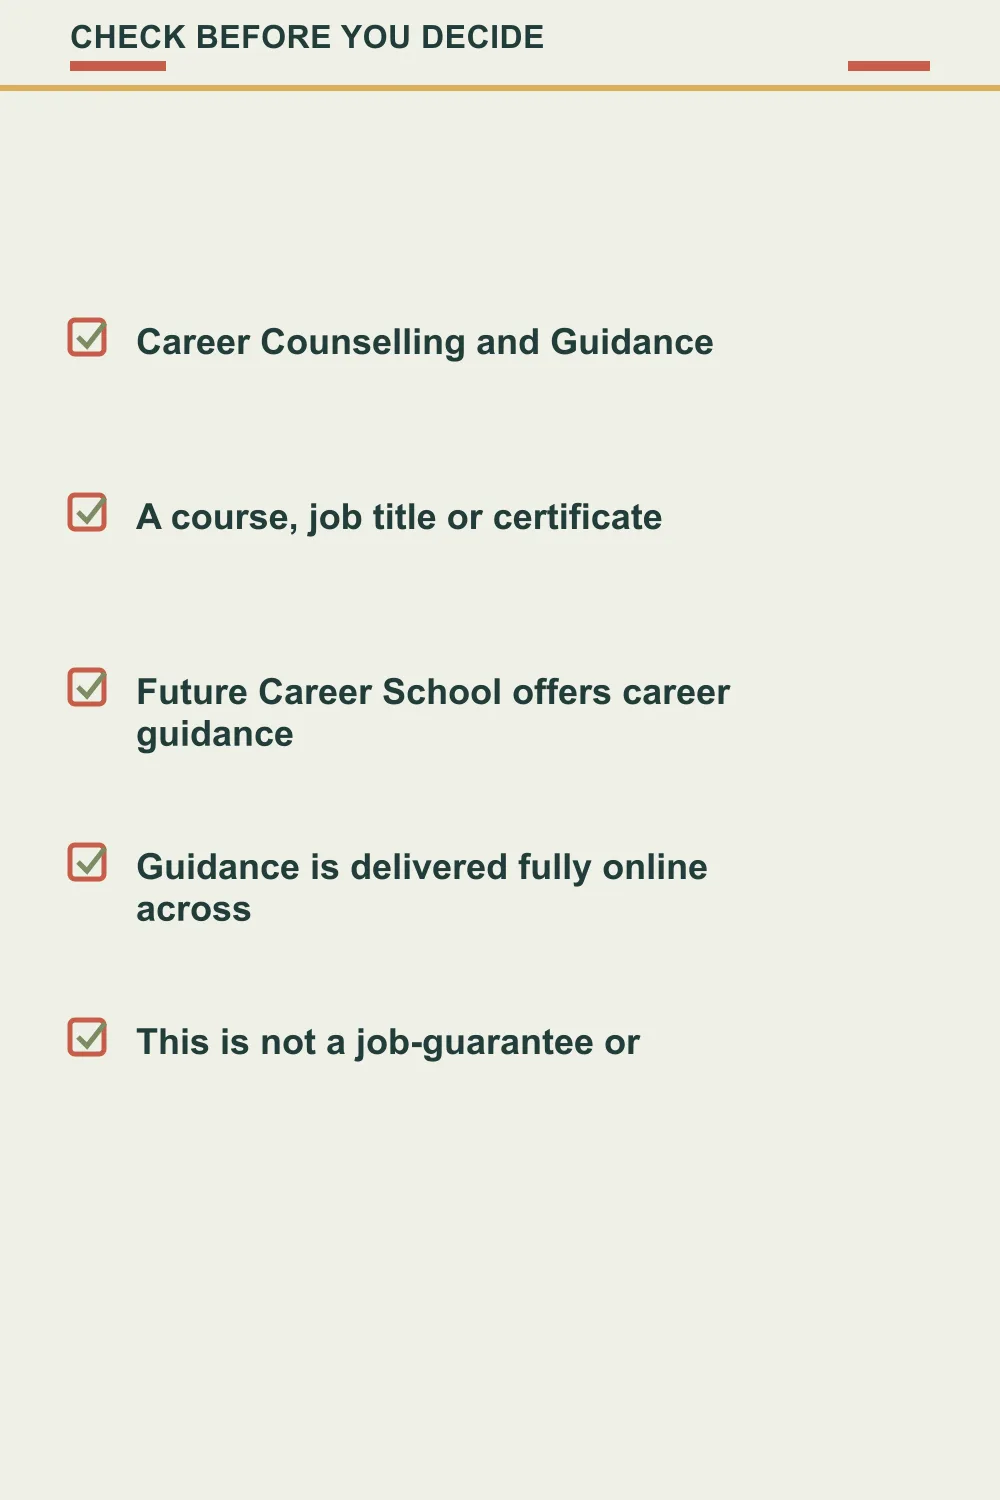 CHECK BEFORE YOU DECIDE
Career Counselling and Guidance
A course, job title or certificate
Future Career School offers career
guidance
Guidance is delivered fully online
across
This is not a job-guarantee or